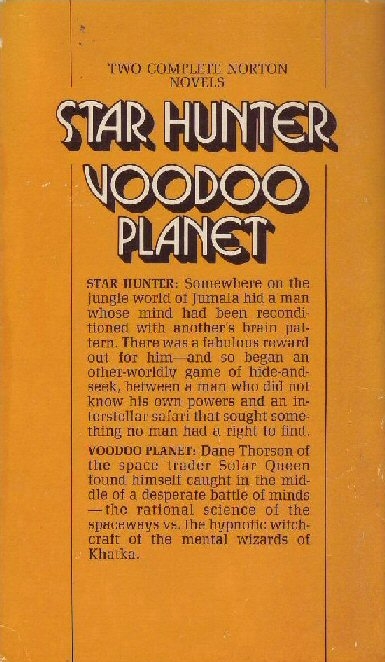 TWO COMPLETE NORTON
NOVELS
STAR HUNTER
VOODOO
PLANET
STAR HUNTER: Somewhere on the
jungle world of Jumala hid a man
whose mind had been recondi-
tioned with another's brain pat-
tern. There was a fabulous reward
out for him—and so began an
other-worldly game of hide-and-
seek, between a man who did not
know his own powers and an in-
terstellar safari that sought some-
thing no man had a right to find.
VOODOO PLANET: Dane Thorson of
the space trader Solar Queen
found himself caught in the mid-
dle of a desperate battle of minds
—the rational science of the
spaceways vs. the hypnotic witch-
craft of the mental wizards of
Khatka.